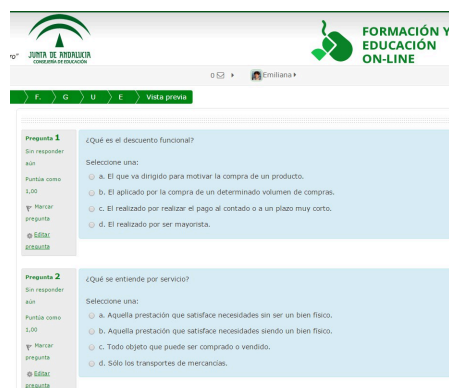 JUNTA DE ANDALUCIA
CONSEJERÍA DE EDUCACIÓN
FORMACIÓN Y
EDUCACIÓN
ON-LINE
0
Emiliana
F. G U E Vista previa
Pregunta 1
Sin responder
aún
Puntúa como
1,00
Marcar
pregunta
Editar
pregunta
¿Qué es el descuento funcional?
Seleccione una:
a. El que va dirigido para motivar la compra de un producto.
b. El aplicado por la compra de un determinado volumen de compras.
c. El realizado por realizar el pago al contado o a un plazo muy corto.
d. El realizado por ser mayorista.
Pregunta 2
Sin responder
aún
Puntúa como
1,00
Marcar
pregunta
Editar
pregunta
¿Qué se entiende por servicio?
Seleccione una:
a. Aquella prestación que satisface necesidades sin ser un bien físico.
b. Aquella prestación que satisface necesidades siendo un bien físico.
c. Todo objeto que puede ser comprado o vendido.
d. Sólo los transportes de mercancías.